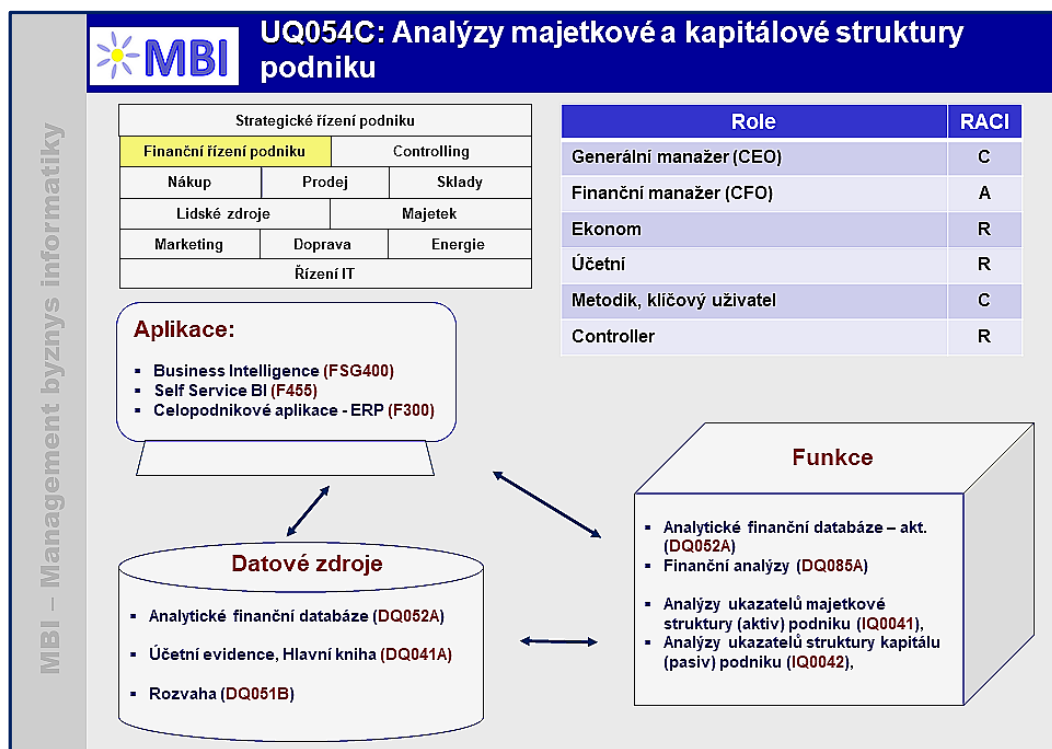 MBI – Management byznys informatiky
MBI
UQ054C: Analýzy majetkové a kapitálové struktury
podniku
Strategické řízení podniku
Finanční řízení podniku
Controlling
Nákup
Prodej
Sklady
Lidské zdroje
Majetek
Marketing
Doprava
Energie
Řízení IT
Role RACI
Generální manažer (CEO) C
Finanční manažer (CFO) A
Ekonom R
Účetní R
Metodik, klíčový uživatel C
Controller R
Aplikace:
▪ Business Intelligence (FSG400)
▪ Self Service BI (F455)
▪ Celopodnikové aplikace - ERP (F300)
Datové zdroje
▪ Analytické finanční databáze (DQ052A)
▪ Účetní evidence, Hlavní kniha (DQ041A)
▪ Rozvaha (DQ051B)
Funkce
▪ Analytické finanční databáze – akt.
(DQ052A)
▪ Finanční analýzy (DQ085A)
▪ Analýzy ukazatelů majetkové
struktury (aktiv) podniku (IQ0041),
▪ Analýzy ukazatelů struktury kapitálu
(pasiv) podniku (IQ0042),